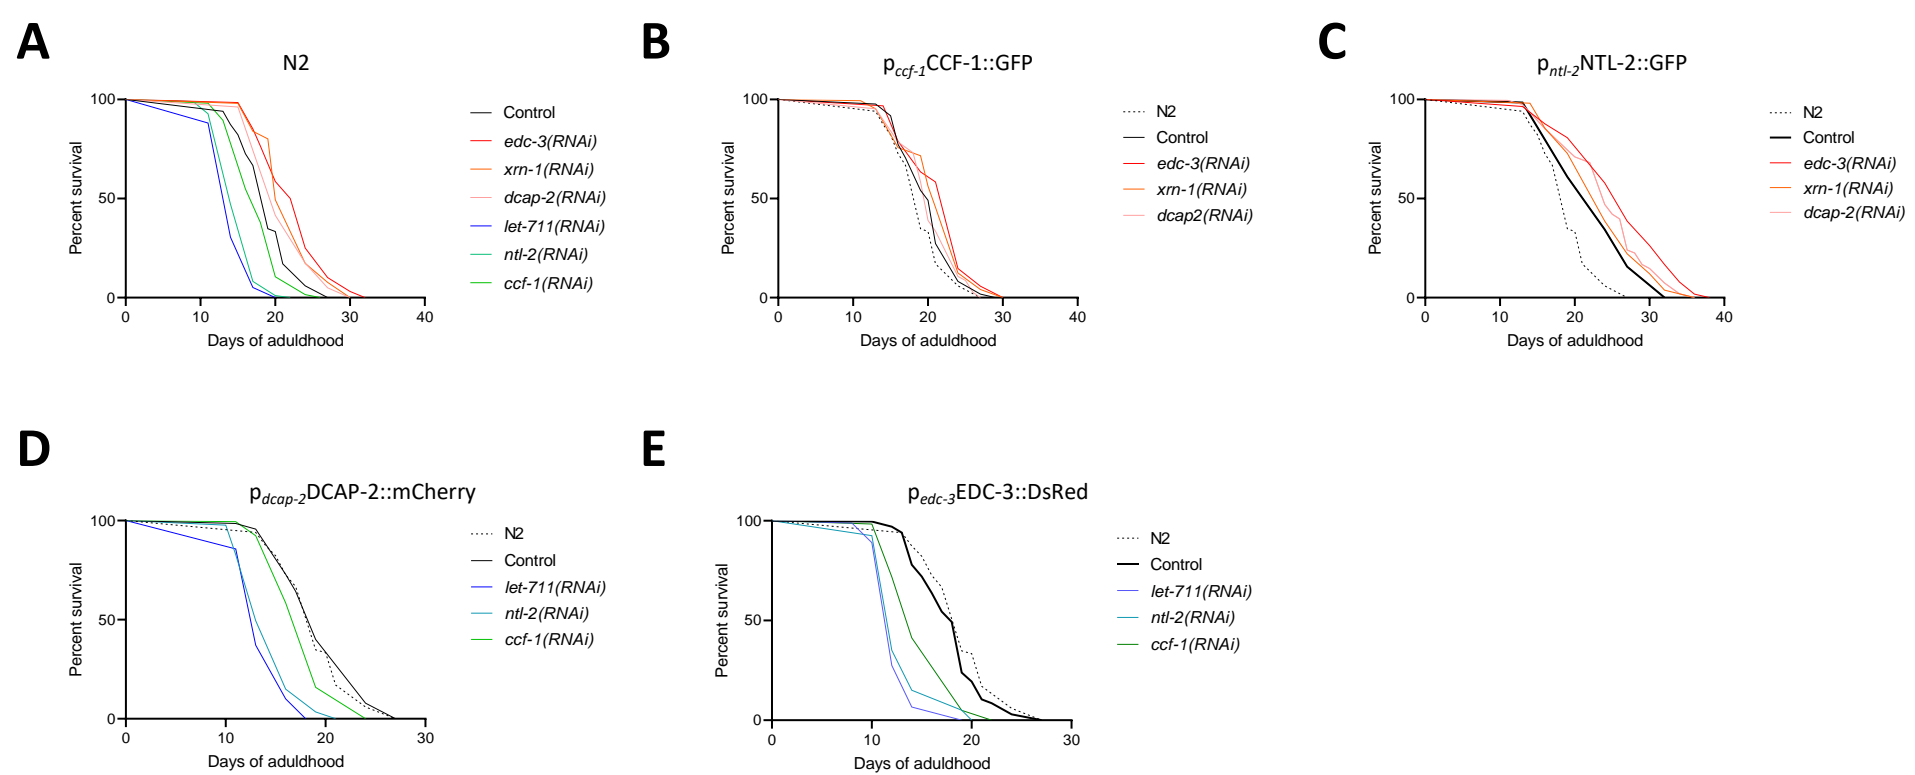 A
N2
Percent survival
100
50
0
0 10 20 30 40
Days of aduldhood
Control
edc-3(RNAi)
xrn-1(RNAi)
dcap-2(RNAi)
let-711(RNAi)
ntl-2(RNAi)
ccf-1(RNAi)
B
pccf-1CCF-1::GFP
Percent survival
100
50
0
0 10 20 30 40
Days of aduldhood
N2
Control
edc-3(RNAi)
xrn-1(RNAi)
dcap2(RNAi)
C
pntl-2NTL-2::GFP
Percent survival
100
50
0
0 10 20 30 40
Days of aduldhood
N2
Control
edc-3(RNAi)
xrn-1(RNAi)
dcap-2(RNAi)
D
pdcap-2DCAP-2::mCherry
Percent survival
100
50
0
0 10 20 30
Days of aduldhood
N2
Control
let-711(RNAi)
ntl-2(RNAi)
ccf-1(RNAi)
E
pedc-3EDC-3::DsRed
Percent survival
100
50
0
0 10 20 30
Days of aduldhood
N2
Control
let-711(RNAi)
ntl-2(RNAi)
ccf-1(RNAi)